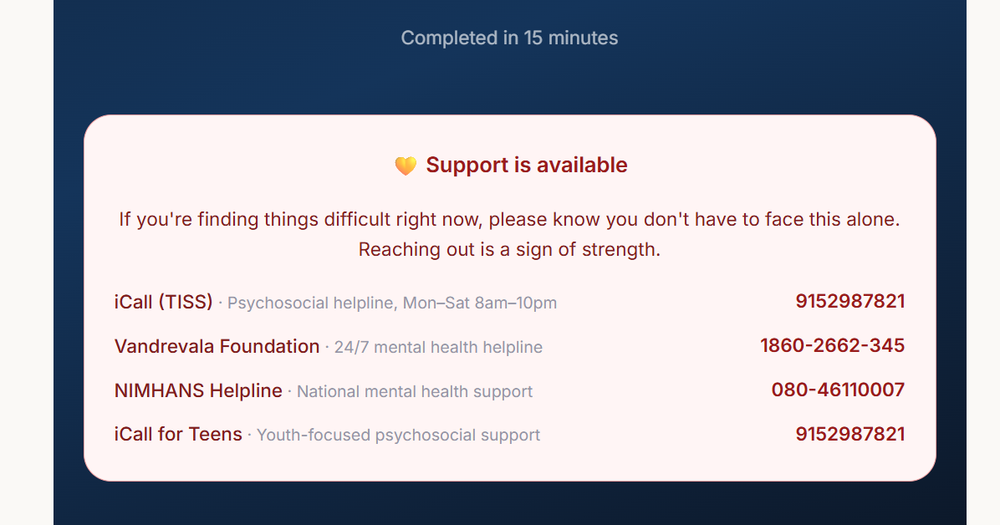 Completed in 15 minutes
💛 Support is available
If you're finding things difficult right now, please know you don't have to face this alone.
Reaching out is a sign of strength.
iCall (TISS) · Psychosocial helpline, Mon–Sat 8am–10pm 9152987821
Vandrevala Foundation · 24/7 mental health helpline 1860-2662-345
NIMHANS Helpline · National mental health support 080-46110007
iCall for Teens · Youth-focused psychosocial support 9152987821